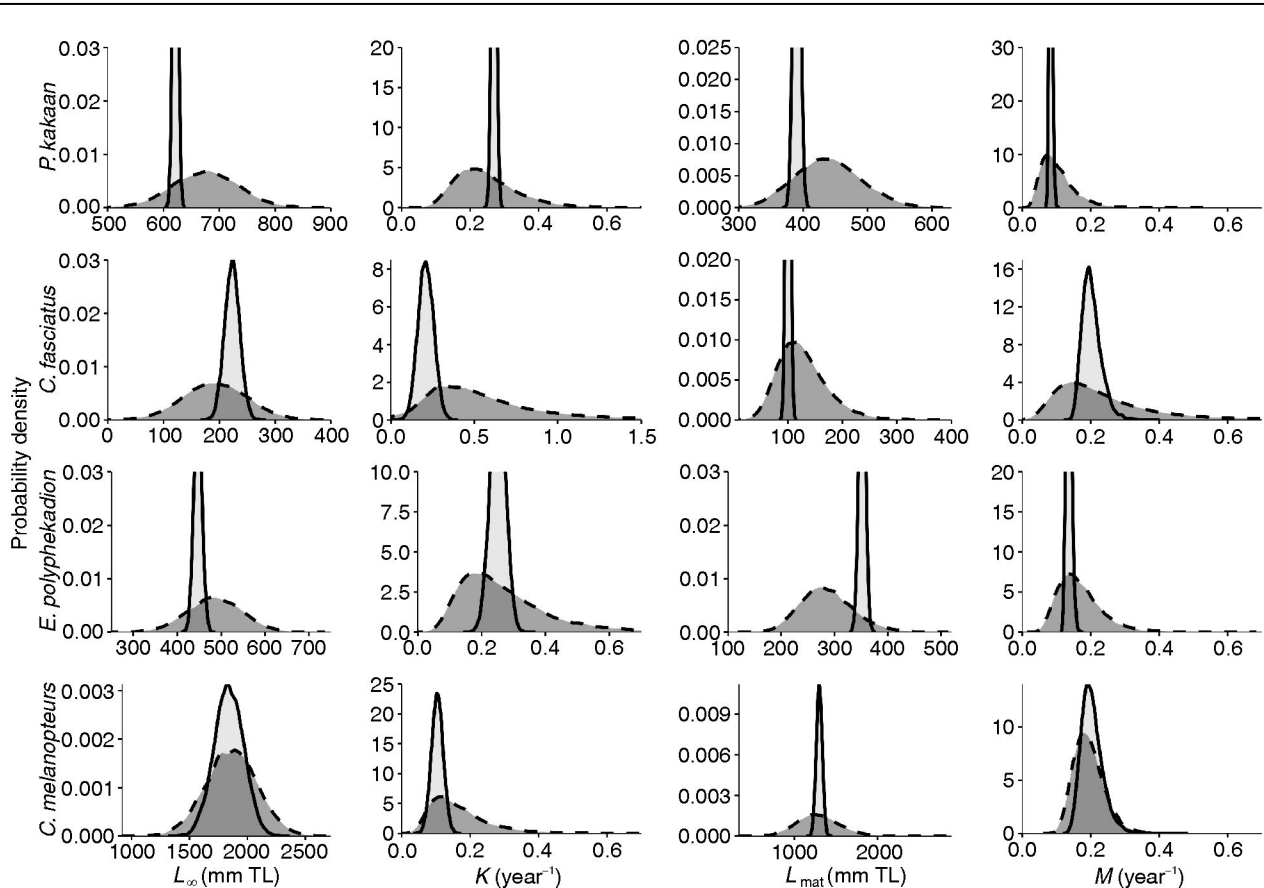 Probability density
P. kakaan
0.03 0.02 0.01 0.00
500 600 700 800 900
20 15 10 5 0
0.0 0.2 0.4 0.6
0.025 0.020 0.015 0.010 0.005 0.000
300 400 500 600
30 20 10 0
0.0 0.2 0.4 0.6
C. fasciatus
0.03 0.02 0.01 0.00
0 100 200 300 400
8 6 4 2 0
0.0 0.5 1.0 1.5
0.020 0.015 0.010 0.005 0.000
100 200 300 400
16 12 8 4 0
0.0 0.2 0.4 0.6
E. polyphekadion
0.03 0.02 0.01 0.00
300 400 500 600 700
10.0 7.5 5.0 2.5 0.0
0.0 0.2 0.4 0.6
0.03 0.02 0.01 0.00
100 200 300 400 500
20 15 10 5 0
0.0 0.2 0.4 0.6
C. melanopteurs
0.003 0.002 0.001 0.000
1000 1500 2000 2500
25 20 15 10 5 0
0.0 0.2 0.4 0.6
0.009 0.006 0.003 0.000
1000 2000
10 5 0
0.0 0.2 0.4 0.6
L∞ (mm TL)
K (year⁻¹)
Lmat (mm TL)
M (year⁻¹)